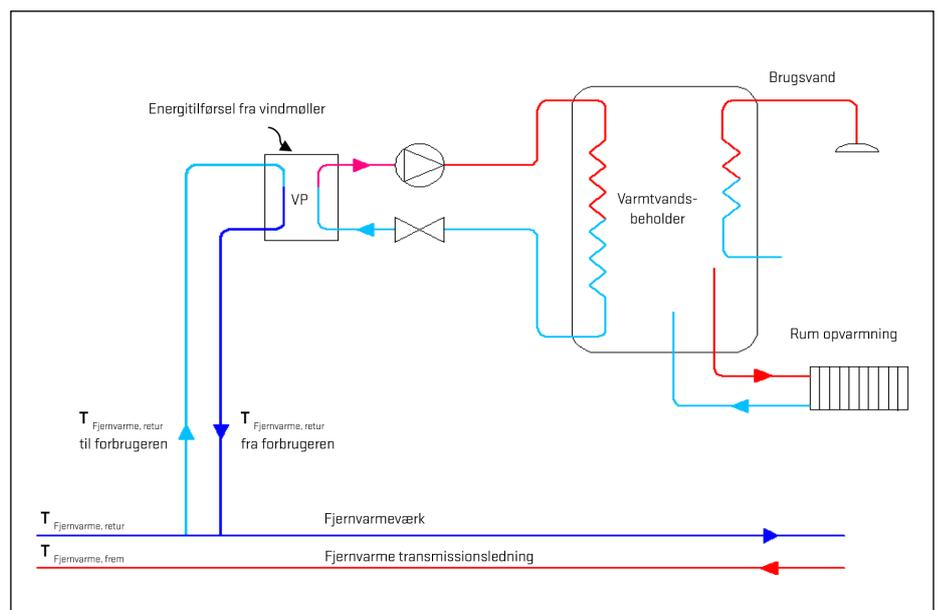 Brugsvand
Energitilførsel fra vindmøller
VP
Varmtvands-
beholder
Rum opvarmning
T Fjernvarme, retur
til forbrugeren
T Fjernvarme, retur
fra forbrugeren
T Fjernvarme, retur
Fjernvarmeværk
T Fjernvarme, frem
Fjernvarme transmissionsledning